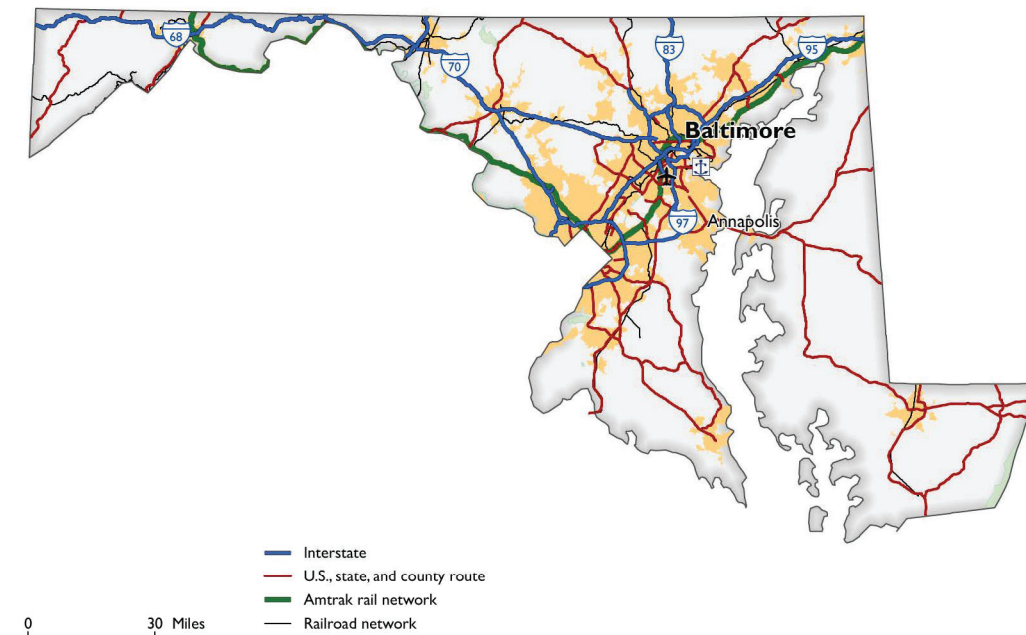 68
70
83
95
Baltimore
97
Annapolis
Interstate
U.S., state, and county route
Amtrak rail network
Railroad network
0 30 Miles